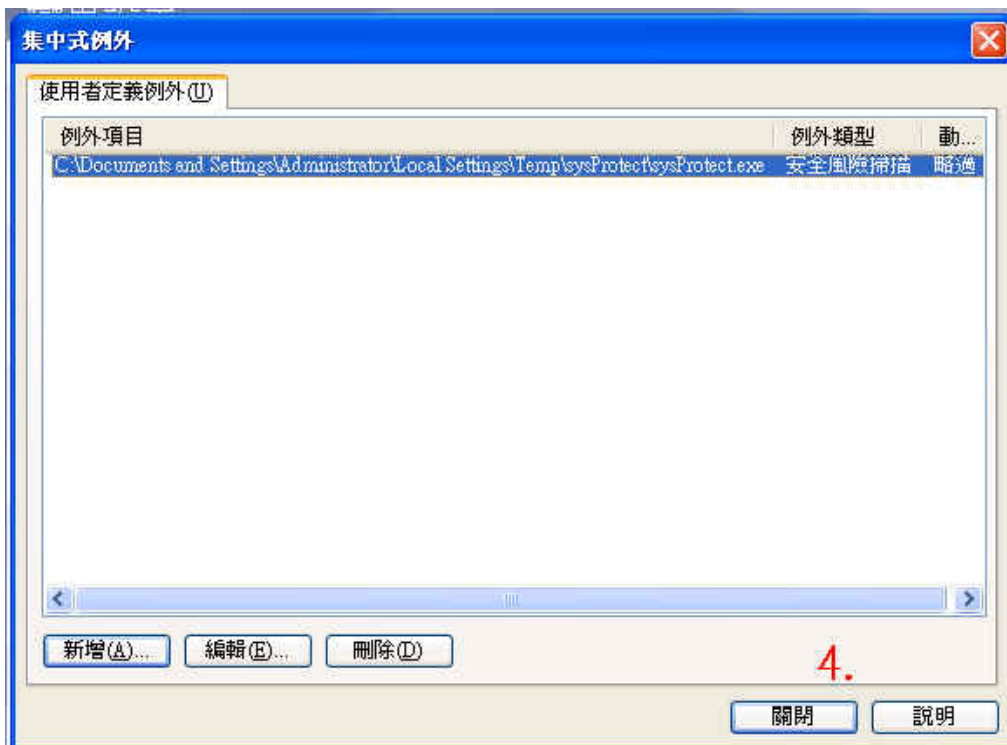 集中式例外
使用者定義例外(U)
例外項目 例外類型 動...
C:\Documents and Settings\Administrator\Local Settings\Temp\sysProtect\sysProtect.exe 安全風險掃描 略過
新增(A)... 編輯(E)... 刪除(D)
4.
關閉 說明